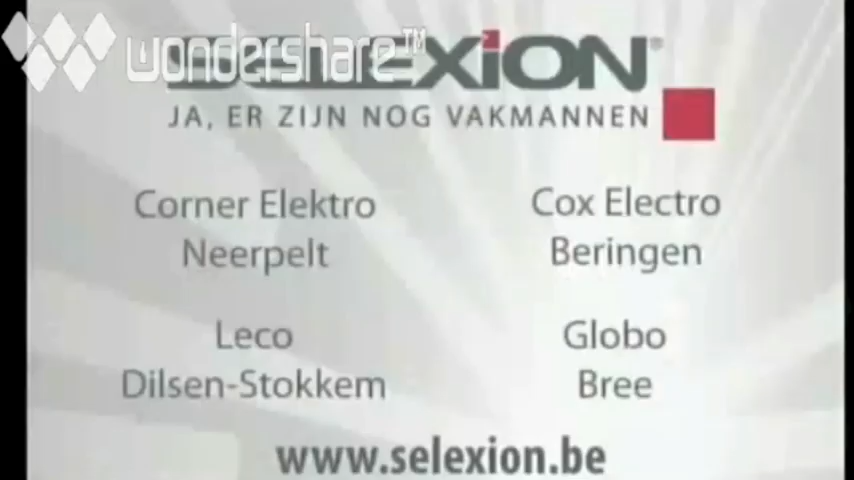 wondershare™
SELEXiON®
JA, ER ZIJN NOG VAKMANNEN
Corner Elektro
Neerpelt
Cox Electro
Beringen
Leco
Dilsen-Stokkem
Globo
Bree
www.selexion.be